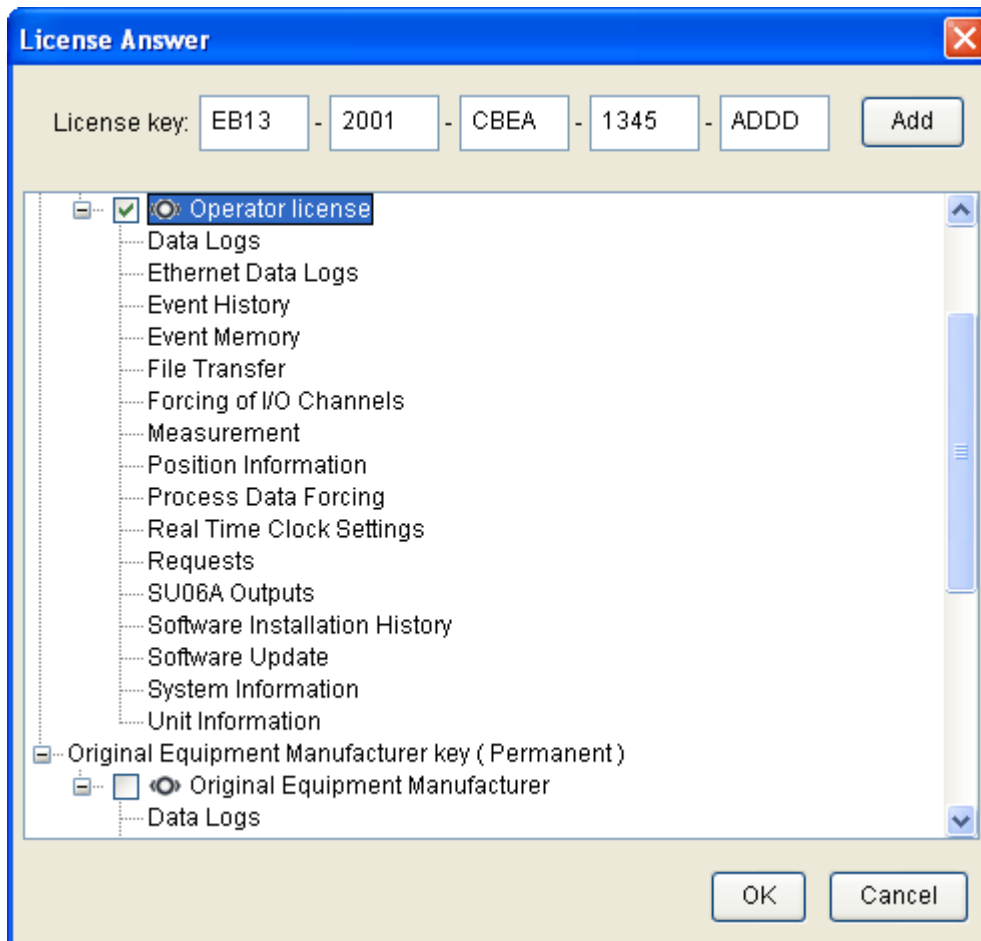 License Answer
License key: EB13 - 2001 - CBEA - 1345 - ADDD Add
Operator license
Data Logs
Ethernet Data Logs
Event History
Event Memory
File Transfer
Forcing of I/O Channels
Measurement
Position Information
Process Data Forcing
Real Time Clock Settings
Requests
SU06A Outputs
Software Installation History
Software Update
System Information
Unit Information
Original Equipment Manufacturer key ( Permanent )
Original Equipment Manufacturer
Data Logs
OK Cancel